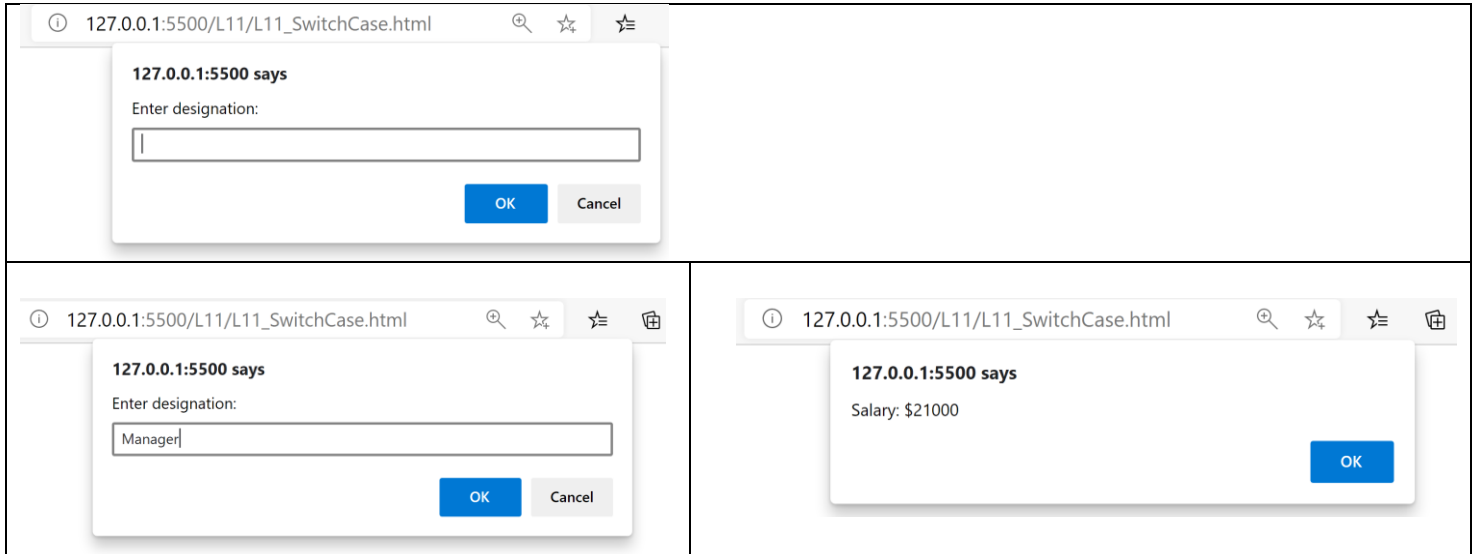 127.0.0.1:5500/L11/L11_SwitchCase.html
127.0.0.1:5500 says
Enter designation:
OK
Cancel
127.0.0.1:5500/L11/L11_SwitchCase.html
127.0.0.1:5500 says
Enter designation:
Manager
OK
Cancel
127.0.0.1:5500/L11/L11_SwitchCase.html
127.0.0.1:5500 says
Salary: $21000
OK